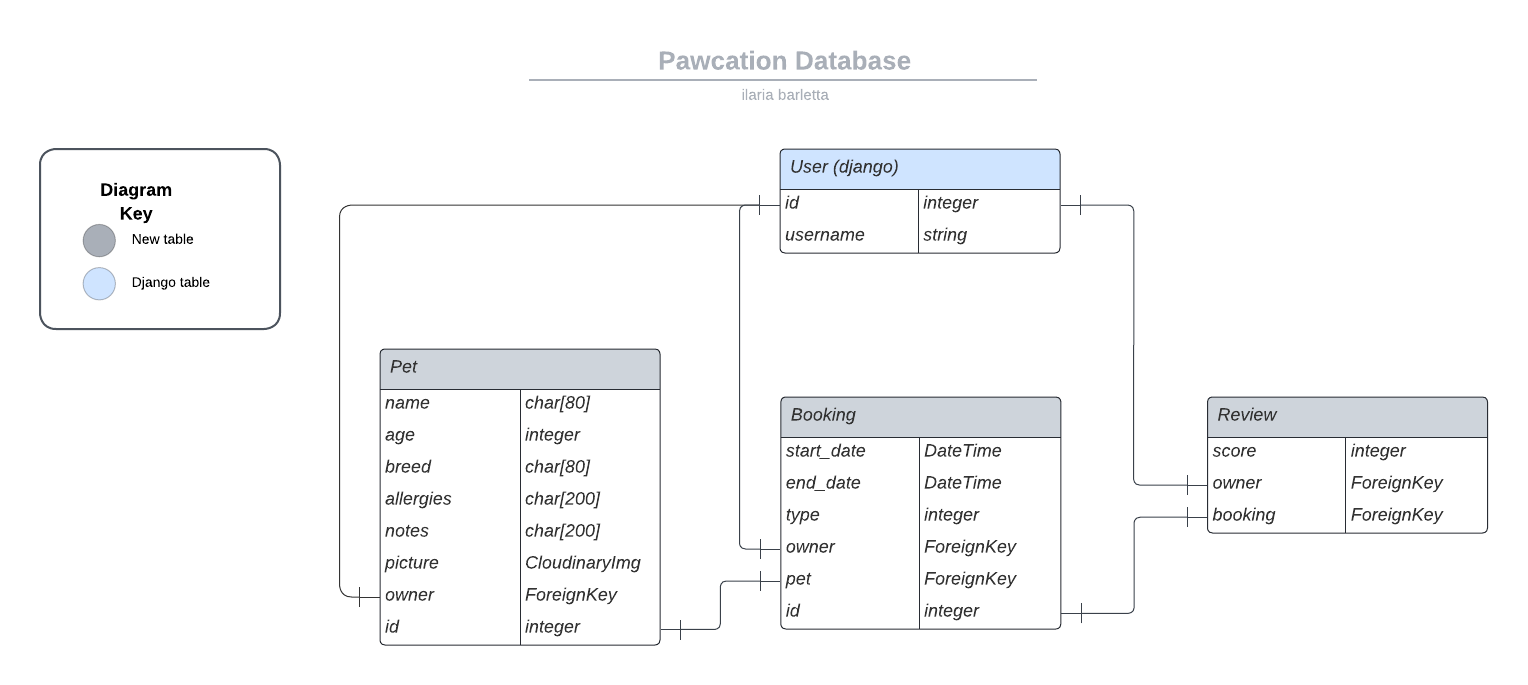 Pawcation Database
ilaria barletta
Diagram
Key
New table
Django table
User (django)
id integer
username string
Pet
name char[80]
age integer
breed char[80]
allergies char[200]
notes char[200]
picture CloudinaryImg
owner ForeignKey
id integer
Booking
start_date DateTime
end_date DateTime
type integer
owner ForeignKey
pet ForeignKey
id integer
Review
score integer
owner ForeignKey
booking ForeignKey